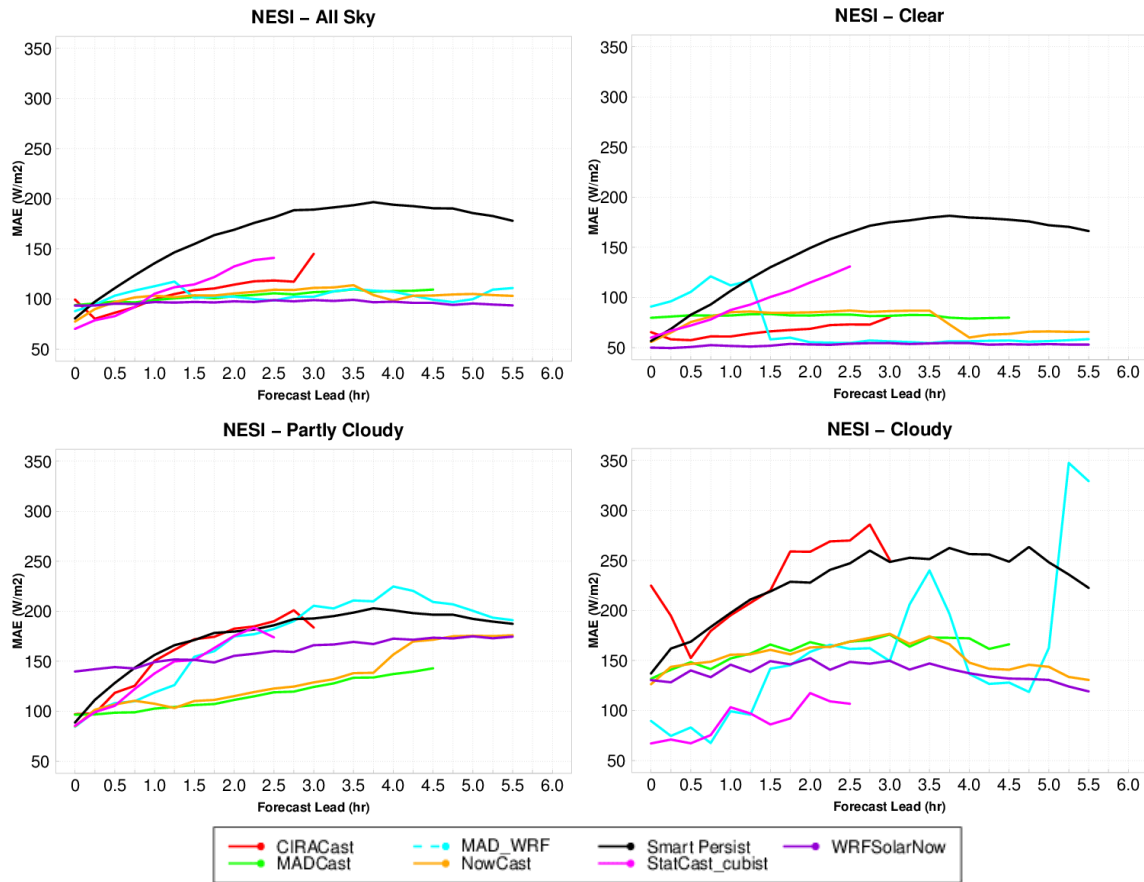 NESI – All Sky
MAE (W/m2)
350
300
250
200
150
100
50
0 0.5 1.0 1.5 2.0 2.5 3.0 3.5 4.0 4.5 5.0 5.5 6.0
Forecast Lead (hr)
NESI – Clear
MAE (W/m2)
350
300
250
200
150
100
50
0 0.5 1.0 1.5 2.0 2.5 3.0 3.5 4.0 4.5 5.0 5.5 6.0
Forecast Lead (hr)
NESI – Partly Cloudy
MAE (W/m2)
350
300
250
200
150
100
50
0 0.5 1.0 1.5 2.0 2.5 3.0 3.5 4.0 4.5 5.0 5.5 6.0
Forecast Lead (hr)
NESI – Cloudy
MAE (W/m2)
350
300
250
200
150
100
50
0 0.5 1.0 1.5 2.0 2.5 3.0 3.5 4.0 4.5 5.0 5.5 6.0
Forecast Lead (hr)
CIRACast MAD_WRF Smart Persist WRFSolarNow
MADCast NowCast StatCast_cubist